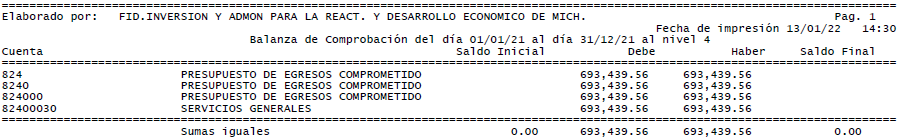 Elaborado por: FID.INVERSION Y ADMON PARA LA REACT. Y DESARROLLO ECONOMICO DE MICH. Pag. 1
Fecha de impresión 13/01/22 14:30
Balanza de Comprobación del día 01/01/21 al día 31/12/21 al nivel 4
Cuenta Saldo Inicial Debe Haber Saldo Final
824 PRESUPUESTO DE EGRESOS COMPROMETIDO 693,439.56 693,439.56
8240 PRESUPUESTO DE EGRESOS COMPROMETIDO 693,439.56 693,439.56
824000 PRESUPUESTO DE EGRESOS COMPROMETIDO 693,439.56 693,439.56
82400030 SERVICIOS GENERALES 693,439.56 693,439.56
Sumas iguales 0.00 693,439.56 693,439.56 0.00